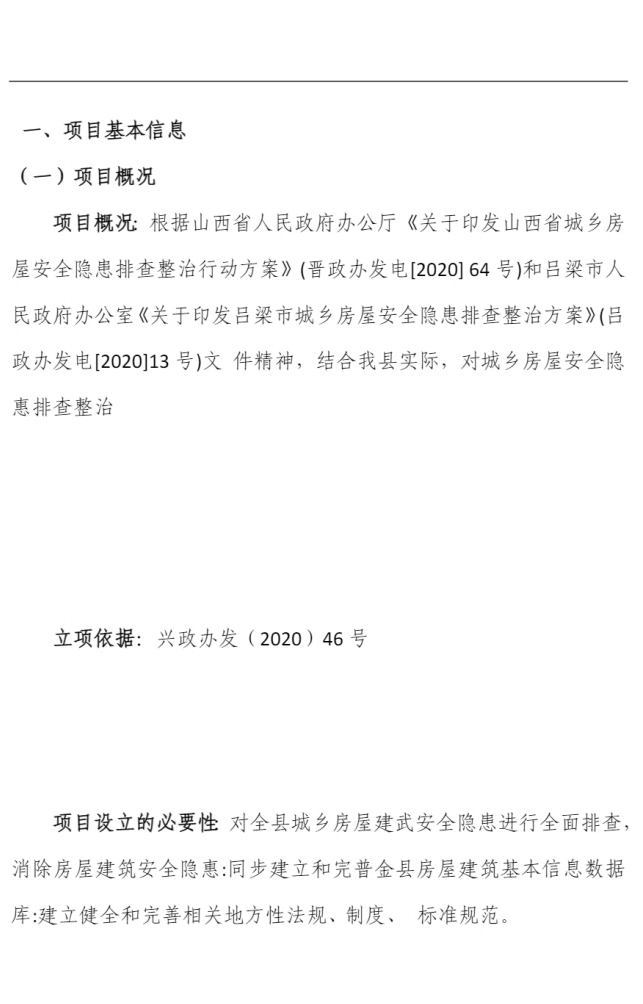 一、项目基本信息
（一）项目概况
项目概况: 根据山西省人民政府办公厅《关于印发山西省城乡房
屋安全隐患排查整治行动方案》(晋政办发电[2020] 64 号)和吕梁市人
民政府办公室《关于印发吕梁市城乡房屋安全隐患排查整治方案》(吕
政办发电[2020]13 号)文 件精神，结合我县实际，对城乡房屋安全隐
惠排查整治
立项依据: 兴政办发（2020）46 号
项目设立的必要性: 对全县城乡房屋建武安全隐患进行全面排查，
消除房屋建筑安全隐惠:同步建立和完普金县房屋建筑基本信息数据
库:建立健全和完善相关地方性法规、制度、 标准规范。